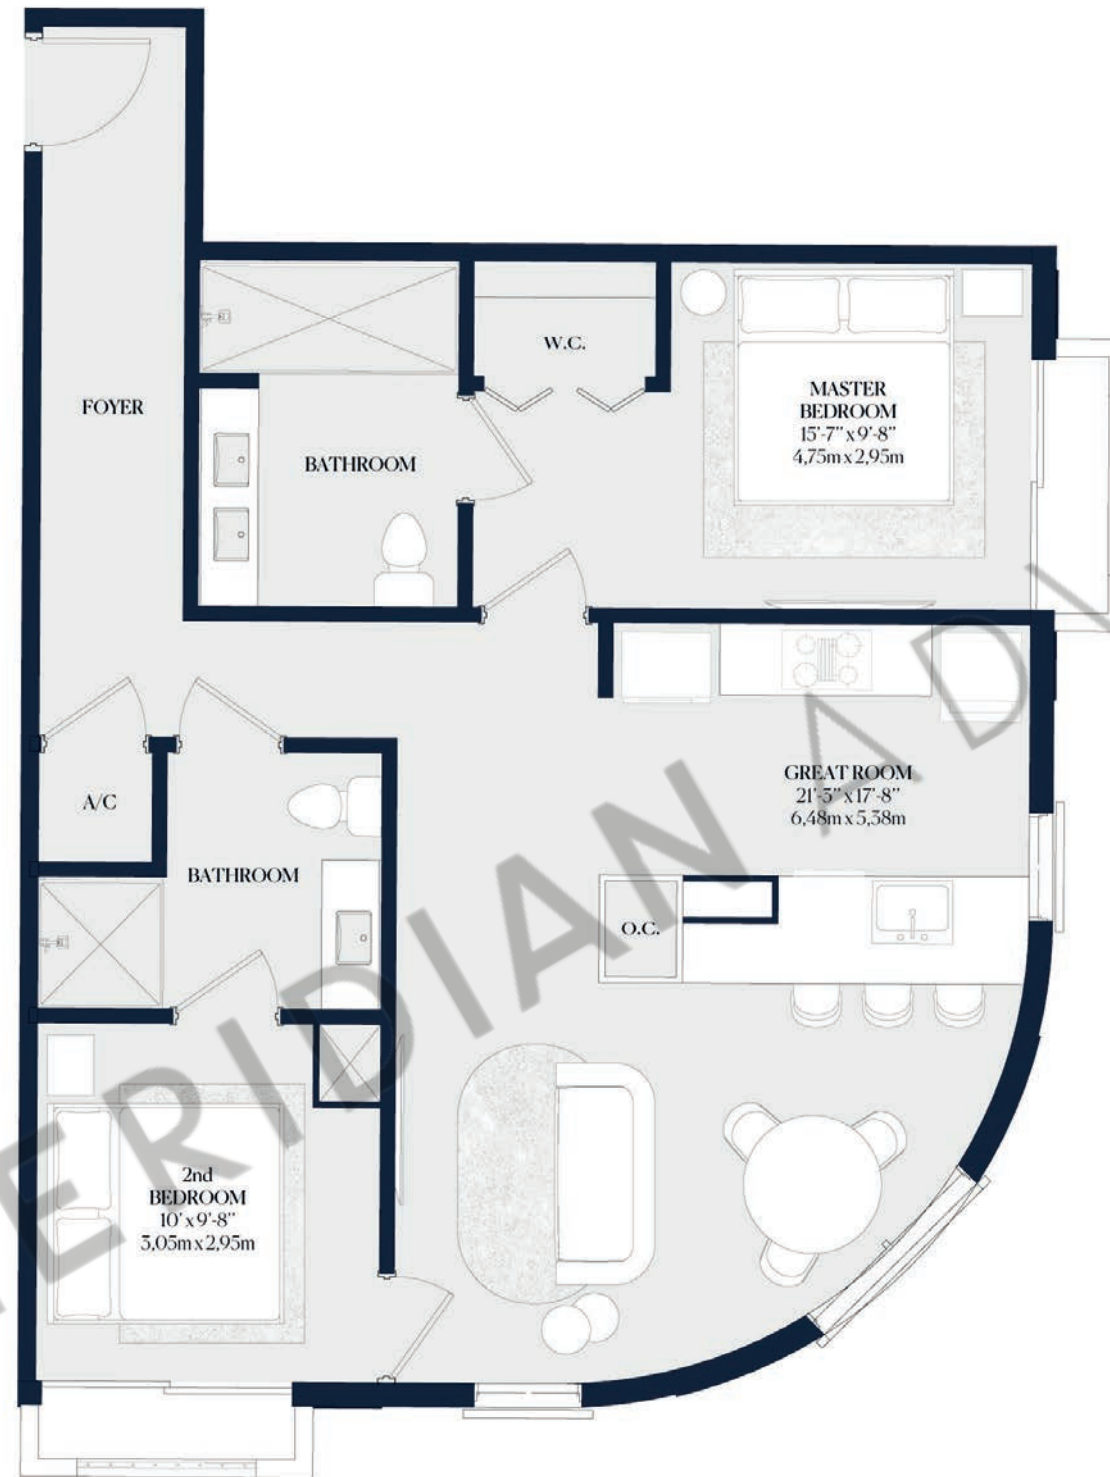 FOYER
W.C.
MASTER
BEDROOM
15'-7" x 9'-8"
4,75m x 2,95m
BATHROOM
GREAT ROOM
21'-3" x 17'-8"
6,48m x 5,38m
A/C
BATHROOM
O.C.
2nd
BEDROOM
10' x 9'-8"
3,05m x 2,95m
ERIDIAN AD